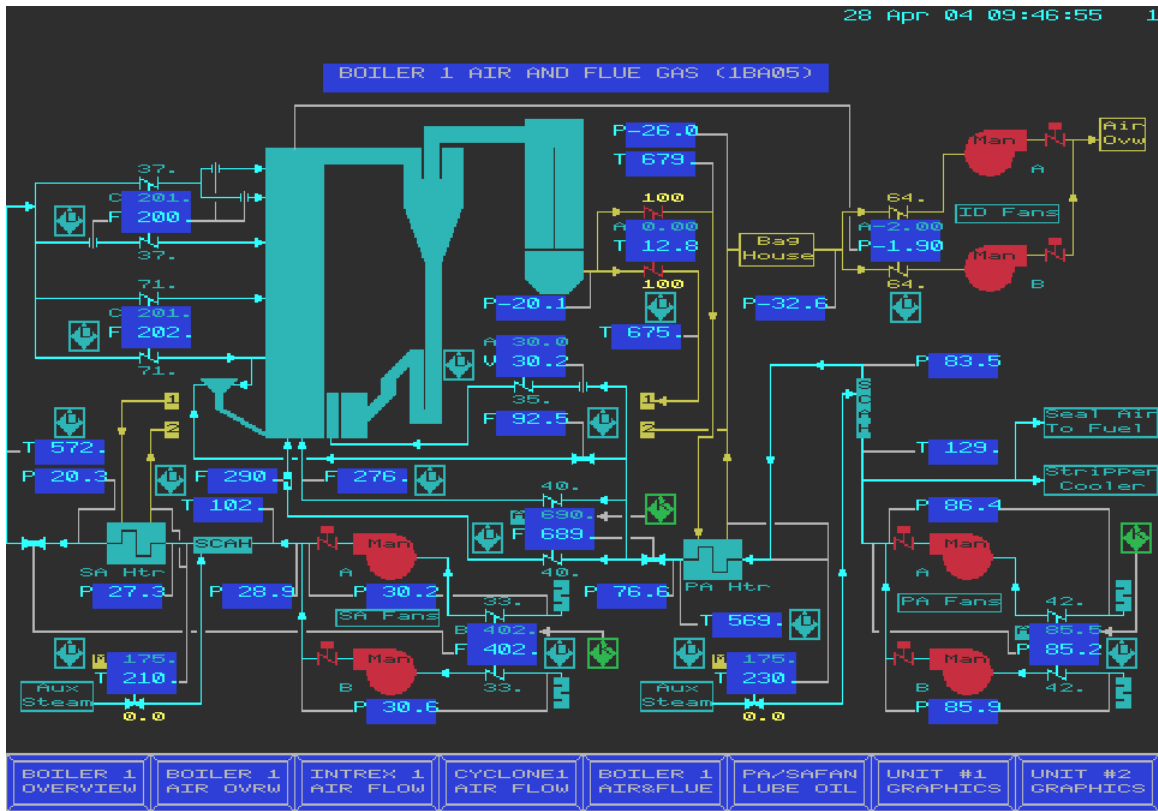 28 Apr 04 09:46:55 1
BOILER 1 AIR AND FLUE GAS (1BA05)
P-26.0
T 679
100
A 0.00
T 12.8
100
P-20.1
T 675.
Man
A
Air
Ovw
ID Fans
64.
A-2.00
P-1.90
64.
Man
B
Bag
House
P-32.6
37.
C 201.
F 200
37.
71.
C 201.
F 202.
71.
A 30.0
V 30.2
35.
F 92.5
1
2
1
2
P 83.5
SCAH
Seal Air
To Fuel
T 129.
Stripper
Cooler
T 572.
P 20.3
F 290
F 276.
T 102
40.
A 690.
F 689
40.
P 86.4
SCAH
SA Htr
Man
A
PA Htr
Man
A
P 27.3
P 28.9
P 30.2
P 76.6
SA Fans
PA Fans
33.
B 402.
F 402.
33.
T 569.
42.
A 85.5
P 85.2
42.
M 175.
T 210
Man
B
M 175.
T 230
Man
B
Aux
Steam
0.0
P 30.6
Aux
Steam
0.0
P 85.9
BOILER 1
OVERVIEW
BOILER 1
AIR OVRW
INTREX 1
AIR FLOW
CYCLONE1
AIR FLOW
BOILER 1
AIR&FLUE
PA/SAFAN
LUBE OIL
UNIT #1
GRAPHICS
UNIT #2
GRAPHICS